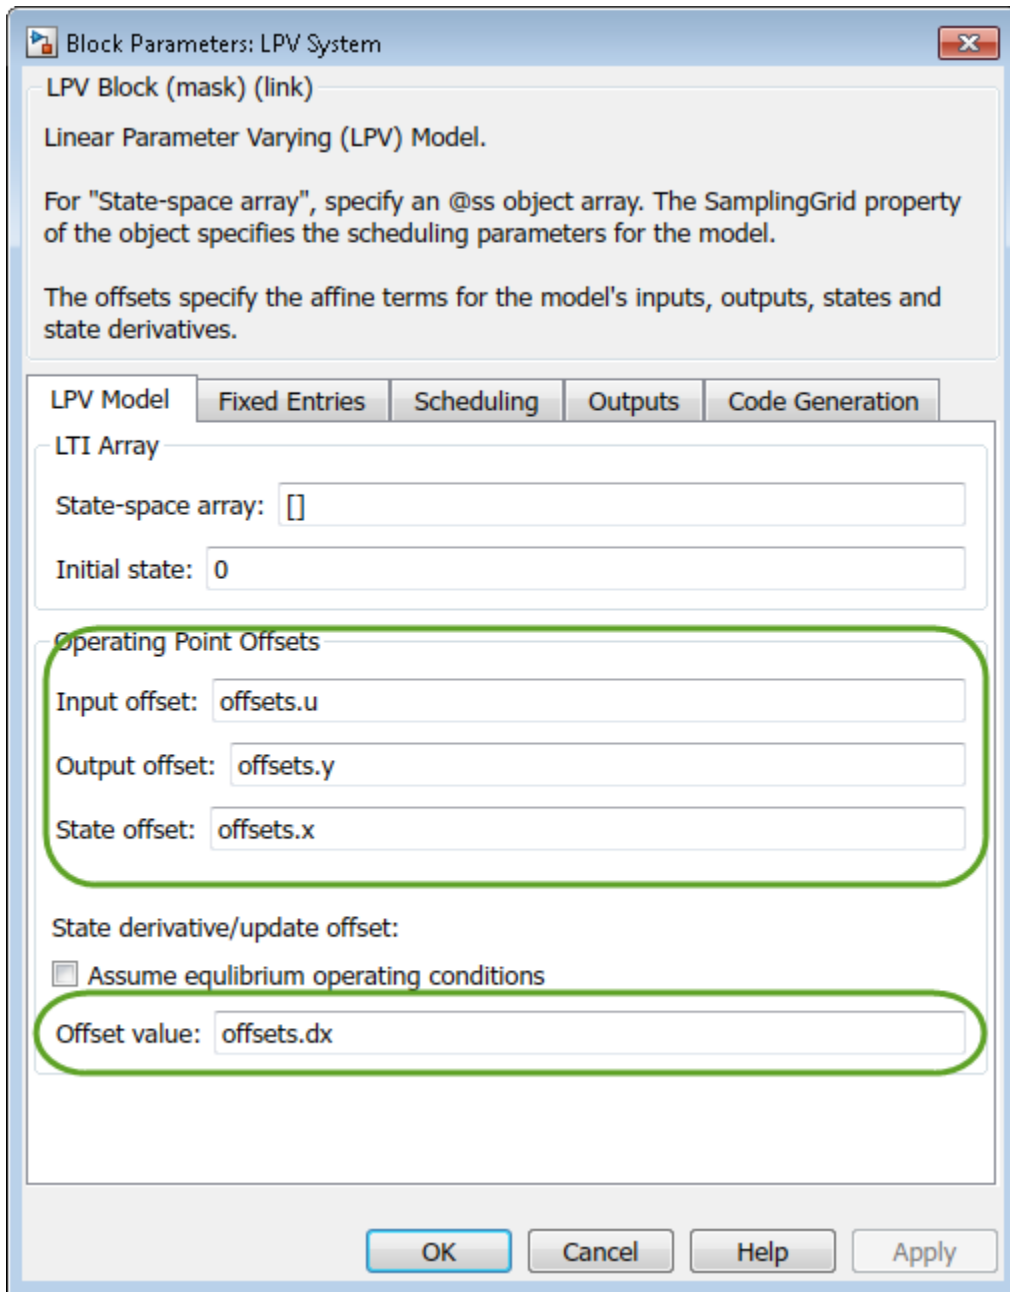 Block Parameters: LPV System
LPV Block (mask) (link)
Linear Parameter Varying (LPV) Model.
For "State-space array", specify an @ss object array. The SamplingGrid property
of the object specifies the scheduling parameters for the model.
The offsets specify the affine terms for the model's inputs, outputs, states and
state derivatives.
LPV Model Fixed Entries Scheduling Outputs Code Generation
LTI Array
State-space array: []
Initial state: 0
Operating Point Offsets
Input offset: offsets.u
Output offset: offsets.y
State offset: offsets.x
State derivative/update offset:
Assume equlibrium operating conditions
Offset value: offsets.dx
OK Cancel Help Apply